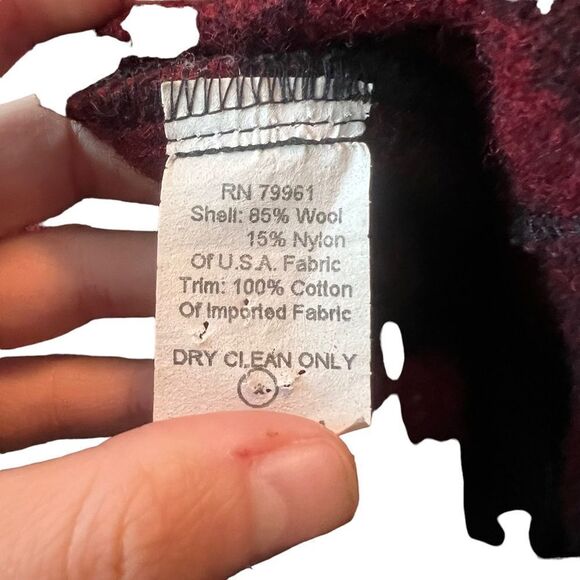 RN 79961
Shell: 85% Wool
15% Nylon
Of U.S.A. Fabric
Trim: 100% Cotton
Of Imported Fabric
DRY CLEAN ONLY